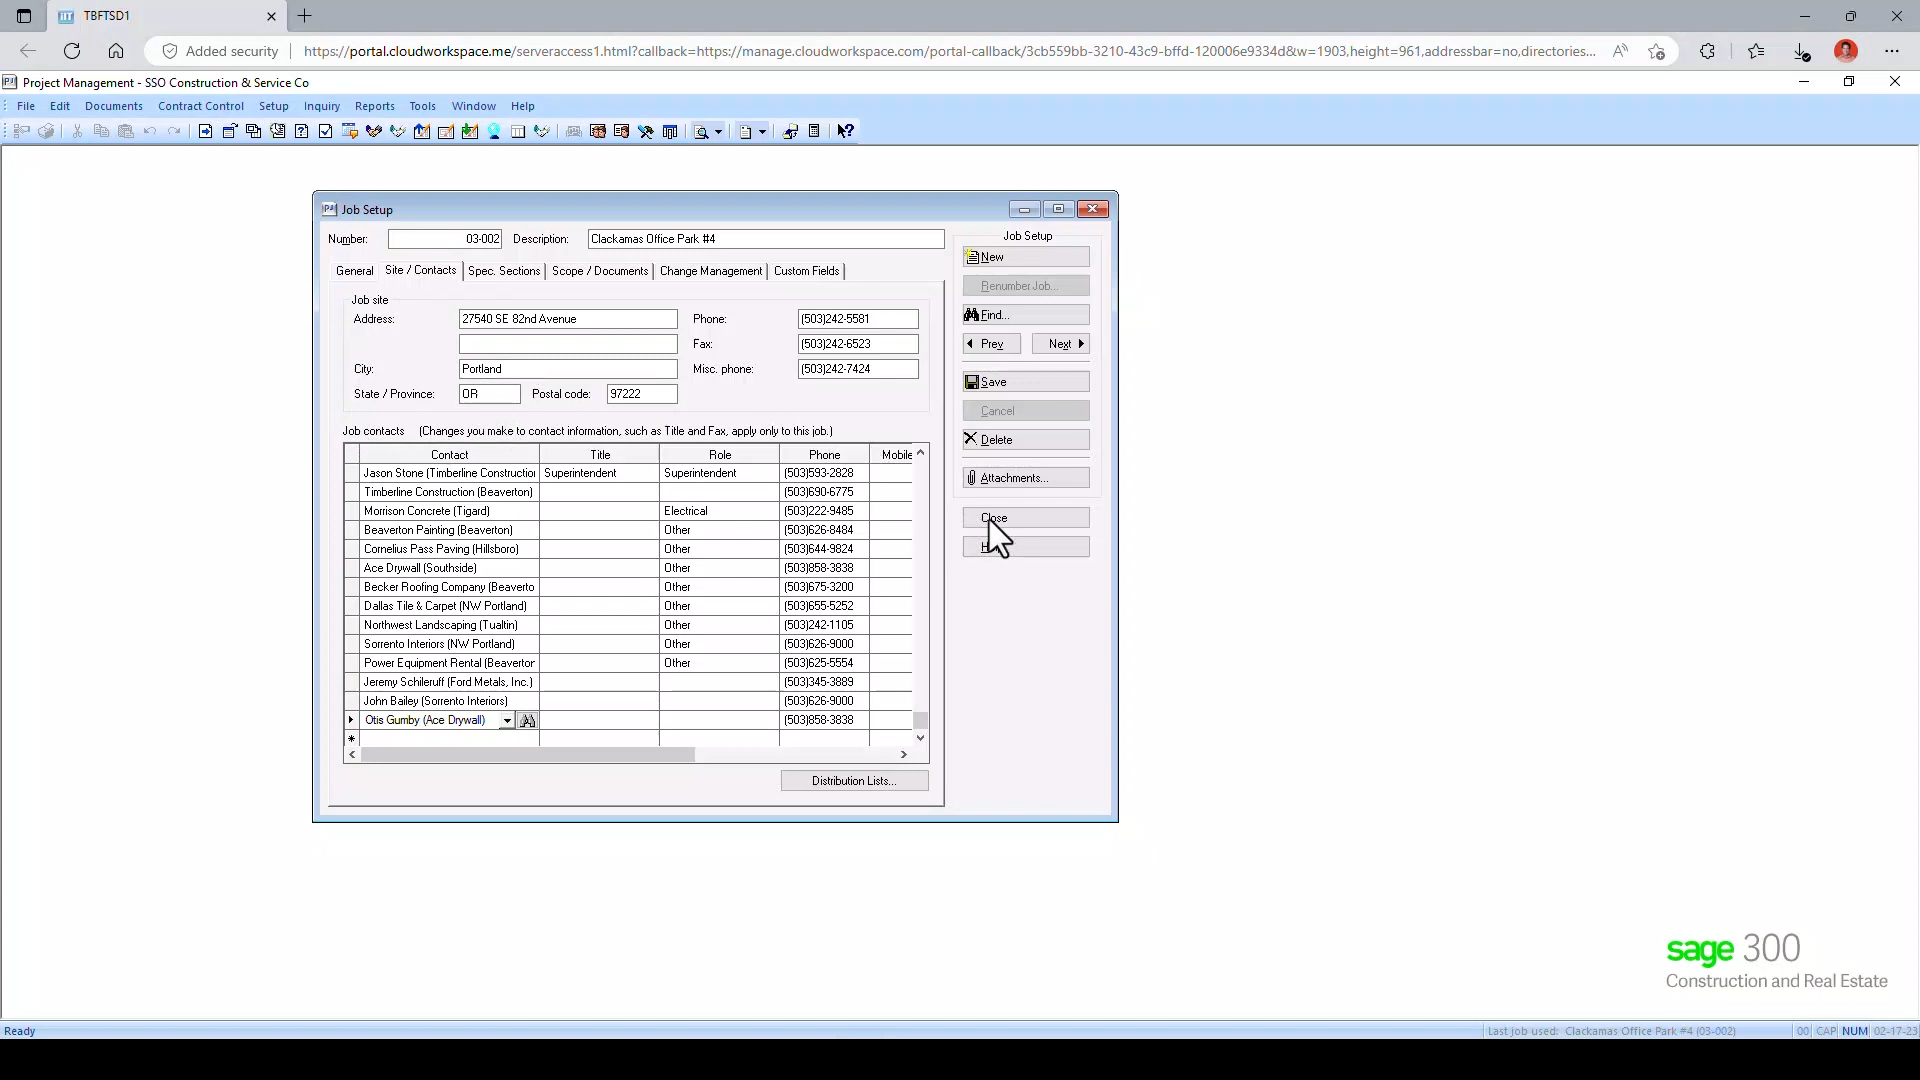 TBFTSD1
Added security
https://portal.cloudworkspace.me/serveraccess1.html?callback=https://manage.cloudworkspace.com/portal-callback/3cb559bb-3210-43c9-bffd-120006e9334d&w=1903,height=961,addressbar=no,directories...
Project Management - SSO Construction & Service Co
File Edit Documents Contract Control Setup Inquiry Reports Tools Window Help
Job Setup
Number: 03-002 Description: Clackamas Office Park #4
General Site / Contacts Spec. Sections Scope / Documents Change Management Custom Fields
Job site
Address: 27540 SE 82nd Avenue Phone: (503)242-5581
Fax: (503)242-6523
City: Portland Misc. phone: (503)242-7424
State / Province: OR Postal code: 97222
Job contacts (Changes you make to contact information, such as Title and Fax, apply only to this job.)
Contact Title Role Phone Mobile
Jason Stone (Timberline Constructio Superintendent Superintendent (503)593-2828
Timberline Construction (Beaverton) (503)690-6775
Morrison Concrete (Tigard) Electrical (503)222-9485
Beaverton Painting (Beaverton) Other (503)626-8484
Cornelius Pass Paving (Hillsboro) Other (503)644-9824
Ace Drywall (Southside) Other (503)858-3838
Becker Roofing Company (Beaverto Other (503)675-3200
Dallas Tile & Carpet (NW Portland) Other (503)655-5252
Northwest Landscaping (Tualtin) Other (503)242-1105
Sorrento Interiors (NW Portland) Other (503)626-9000
Power Equipment Rental (Beaverton Other (503)625-5554
Jeremy Schileruff (Ford Metals, Inc.) (503)345-3889
John Bailey (Sorrento Interiors) (503)626-9000
Otis Gumby (Ace Drywall) (503)858-3838
Distribution Lists...
Job Setup
New
Renumber Job...
Find...
Prev Next
Save
Cancel
Delete
Attachments...
Close
sage 300
Construction and Real Estate
Ready
Last job used: Clackamas Office Park #4 (03-002) 00 CAP NUM 02-17-23